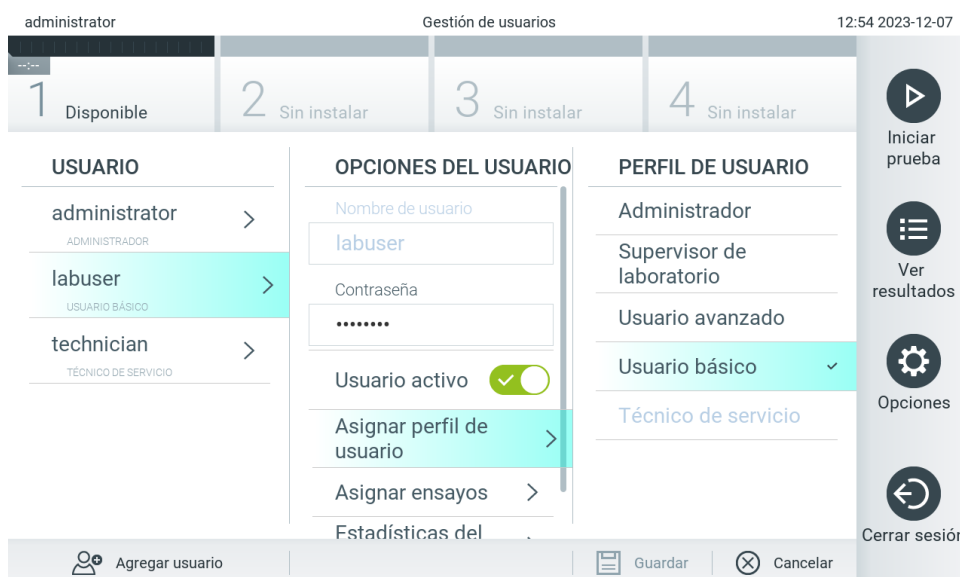 administrator
Gestión de usuarios
12:54 2023-12-07
--:--
1 Disponible
2 Sin instalar
3 Sin instalar
4 Sin instalar
USUARIO
administrator
ADMINISTRADOR
labuser
USUARIO BÁSICO
technician
TÉCNICO DE SERVICIO
OPCIONES DEL USUARIO
Nombre de usuario
labuser
Contraseña
••••••••
Usuario activo
Asignar perfil de
usuario
Asignar ensayos
Estadísticas del
PERFIL DE USUARIO
Administrador
Supervisor de
laboratorio
Usuario avanzado
Usuario básico
Técnico de servicio
Iniciar
prueba
Ver
resultados
Opciones
Cerrar sesión
Agregar usuario
Guardar
Cancelar